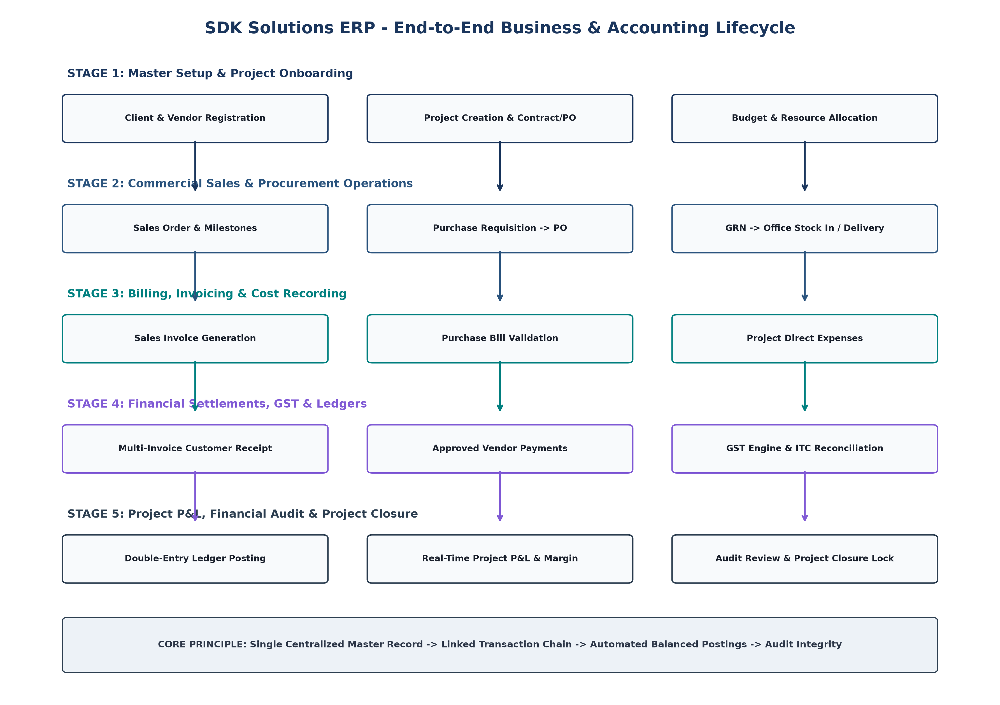 SDK Solutions ERP - End-to-End Business & Accounting Lifecycle
STAGE 1: Master Setup & Project Onboarding
Client & Vendor Registration
Project Creation & Contract/PO
Budget & Resource Allocation
STAGE 2: Commercial Sales & Procurement Operations
Sales Order & Milestones
Purchase Requisition -> PO
GRN -> Office Stock In / Delivery
STAGE 3: Billing, Invoicing & Cost Recording
Sales Invoice Generation
Purchase Bill Validation
Project Direct Expenses
STAGE 4: Financial Settlements, GST & Ledgers
Multi-Invoice Customer Receipt
Approved Vendor Payments
GST Engine & ITC Reconciliation
STAGE 5: Project P&L, Financial Audit & Project Closure
Double-Entry Ledger Posting
Real-Time Project P&L & Margin
Audit Review & Project Closure Lock
CORE PRINCIPLE: Single Centralized Master Record -> Linked Transaction Chain -> Automated Balanced Postings -> Audit Integrity